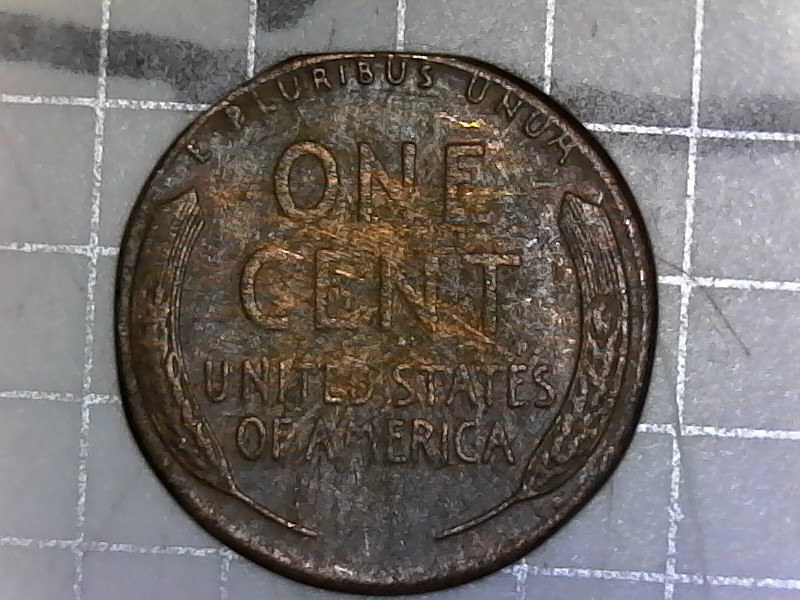 E PLURIBUS UNUM
ONE
CENT
UNITED STATES
OF AMERICA